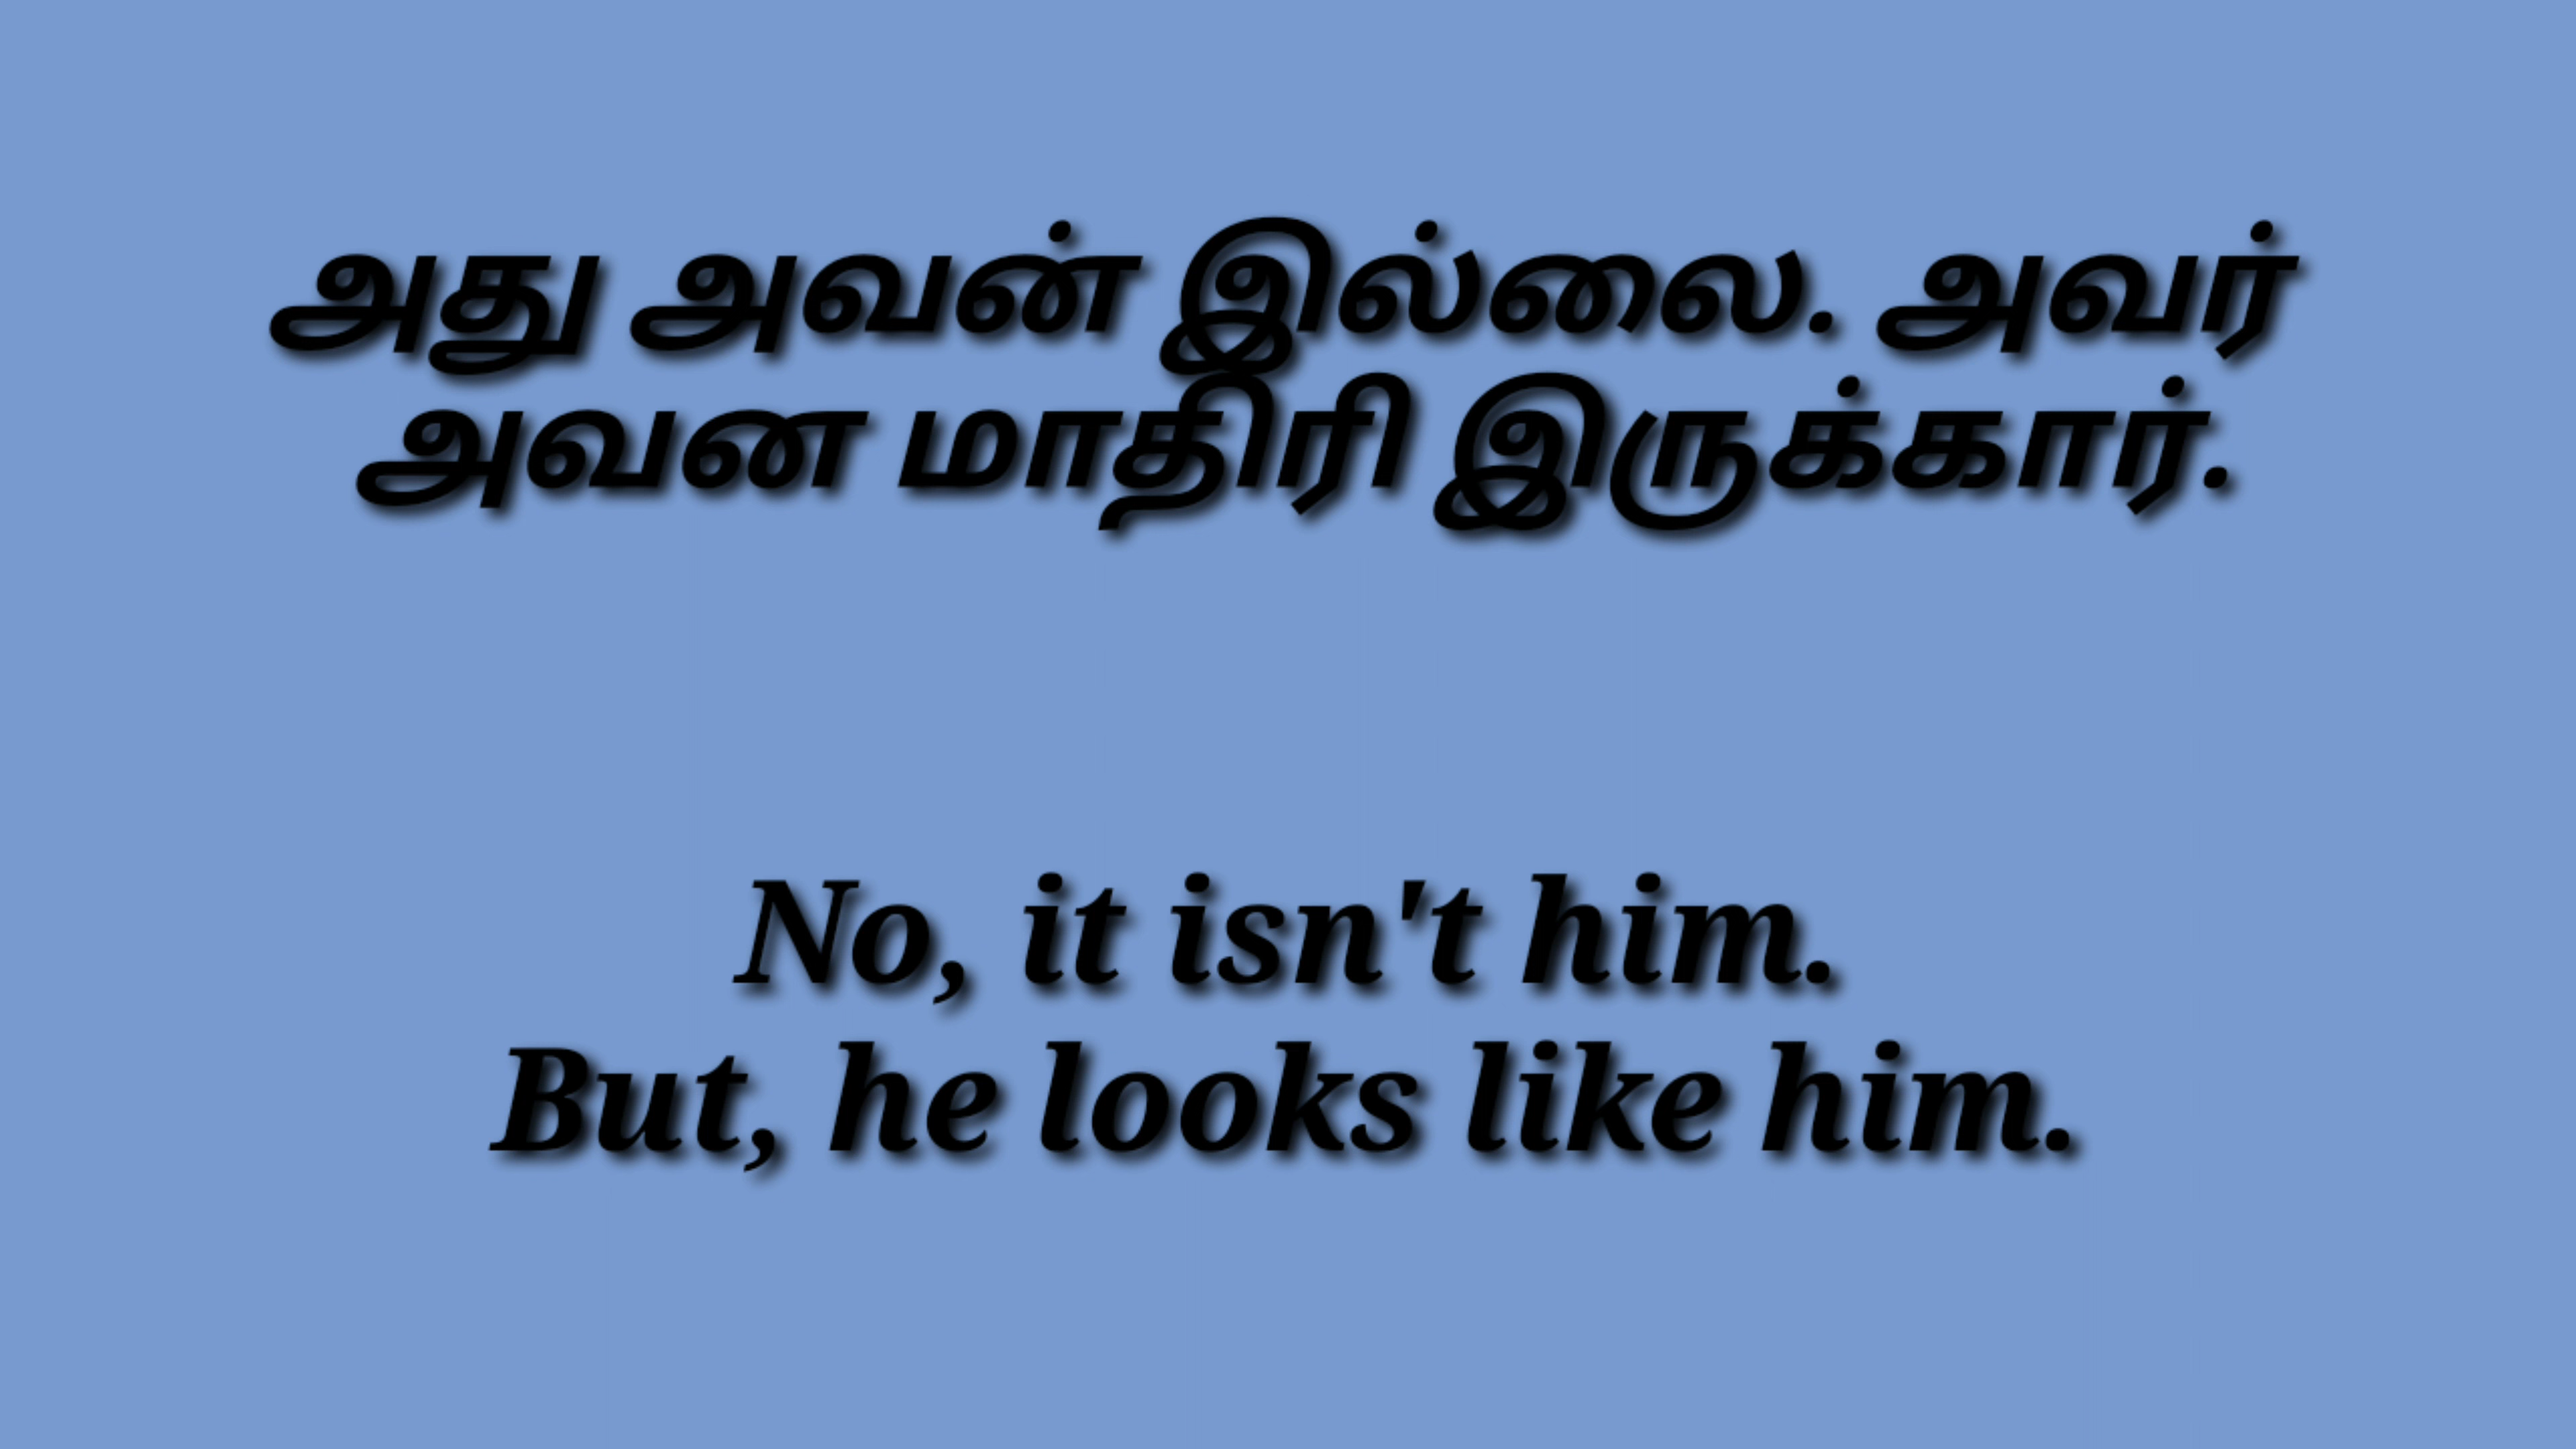 அது அவன் இல்லை. அவர்
அவன மாதிரி இருக்கார்.
No, it isn't him.
But, he looks like him.